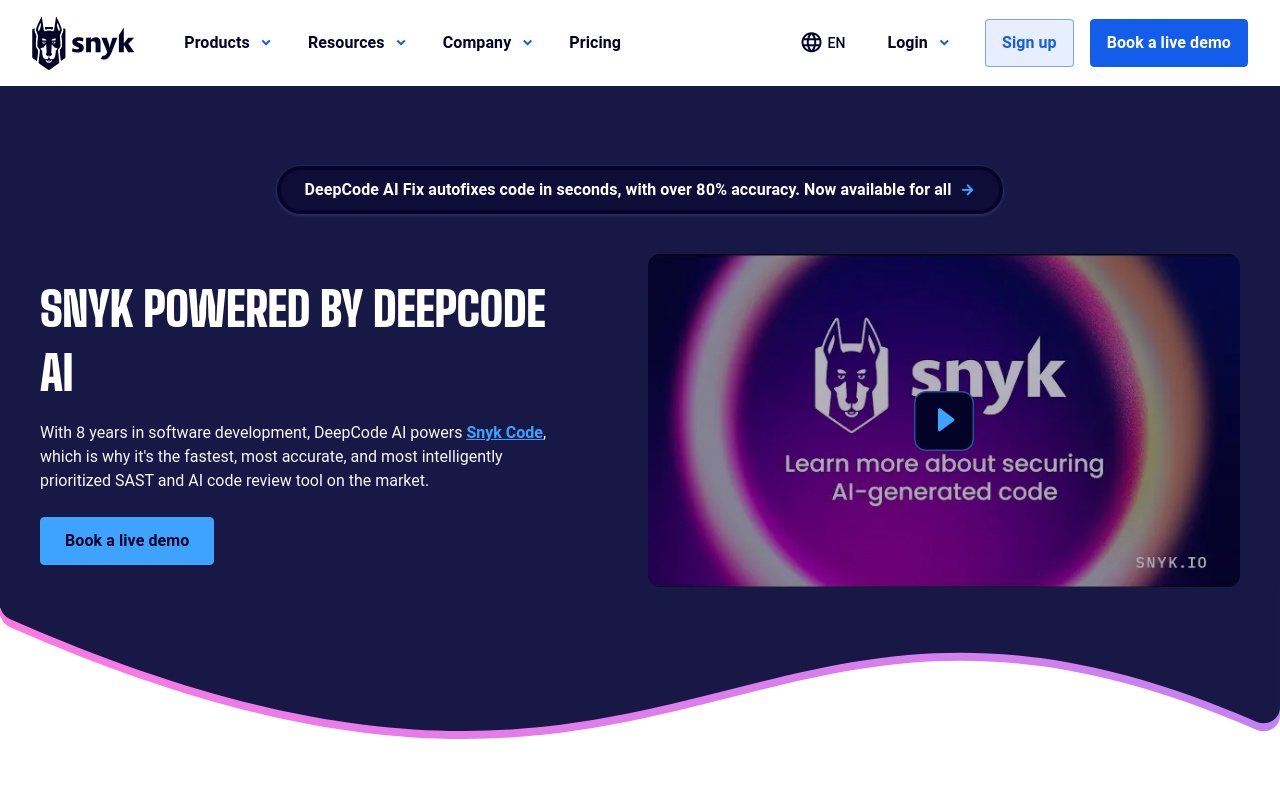 snyk
Products
Resources
Company
Pricing
EN
Login
Sign up
Book a live demo
DeepCode AI Fix autofixes code in seconds, with over 80% accuracy. Now available for all
SNYK POWERED BY DEEPCODE
AI
With 8 years in software development, DeepCode AI powers Snyk Code,
which is why it's the fastest, most accurate, and most intelligently
prioritized SAST and AI code review tool on the market.
Book a live demo
snyk
Learn more about securing
AI-generated code
SNYK.IO